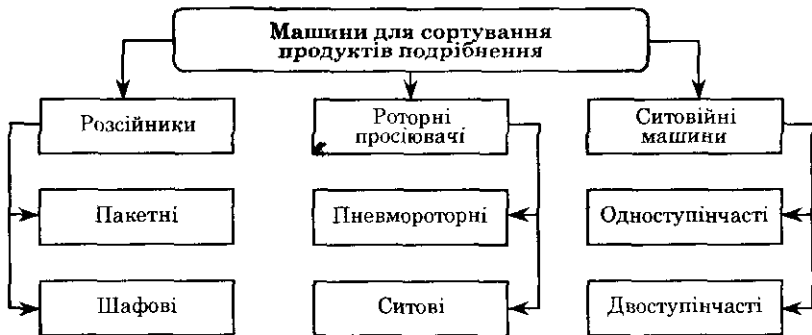 Машини для сортування
продуктів подрібнення
Розсійники
Роторні
просіювачі
Ситовійні
машини
Пакетні
Пневмороторні
Одноступінчасті
Шафові
Ситові
Двоступінчасті